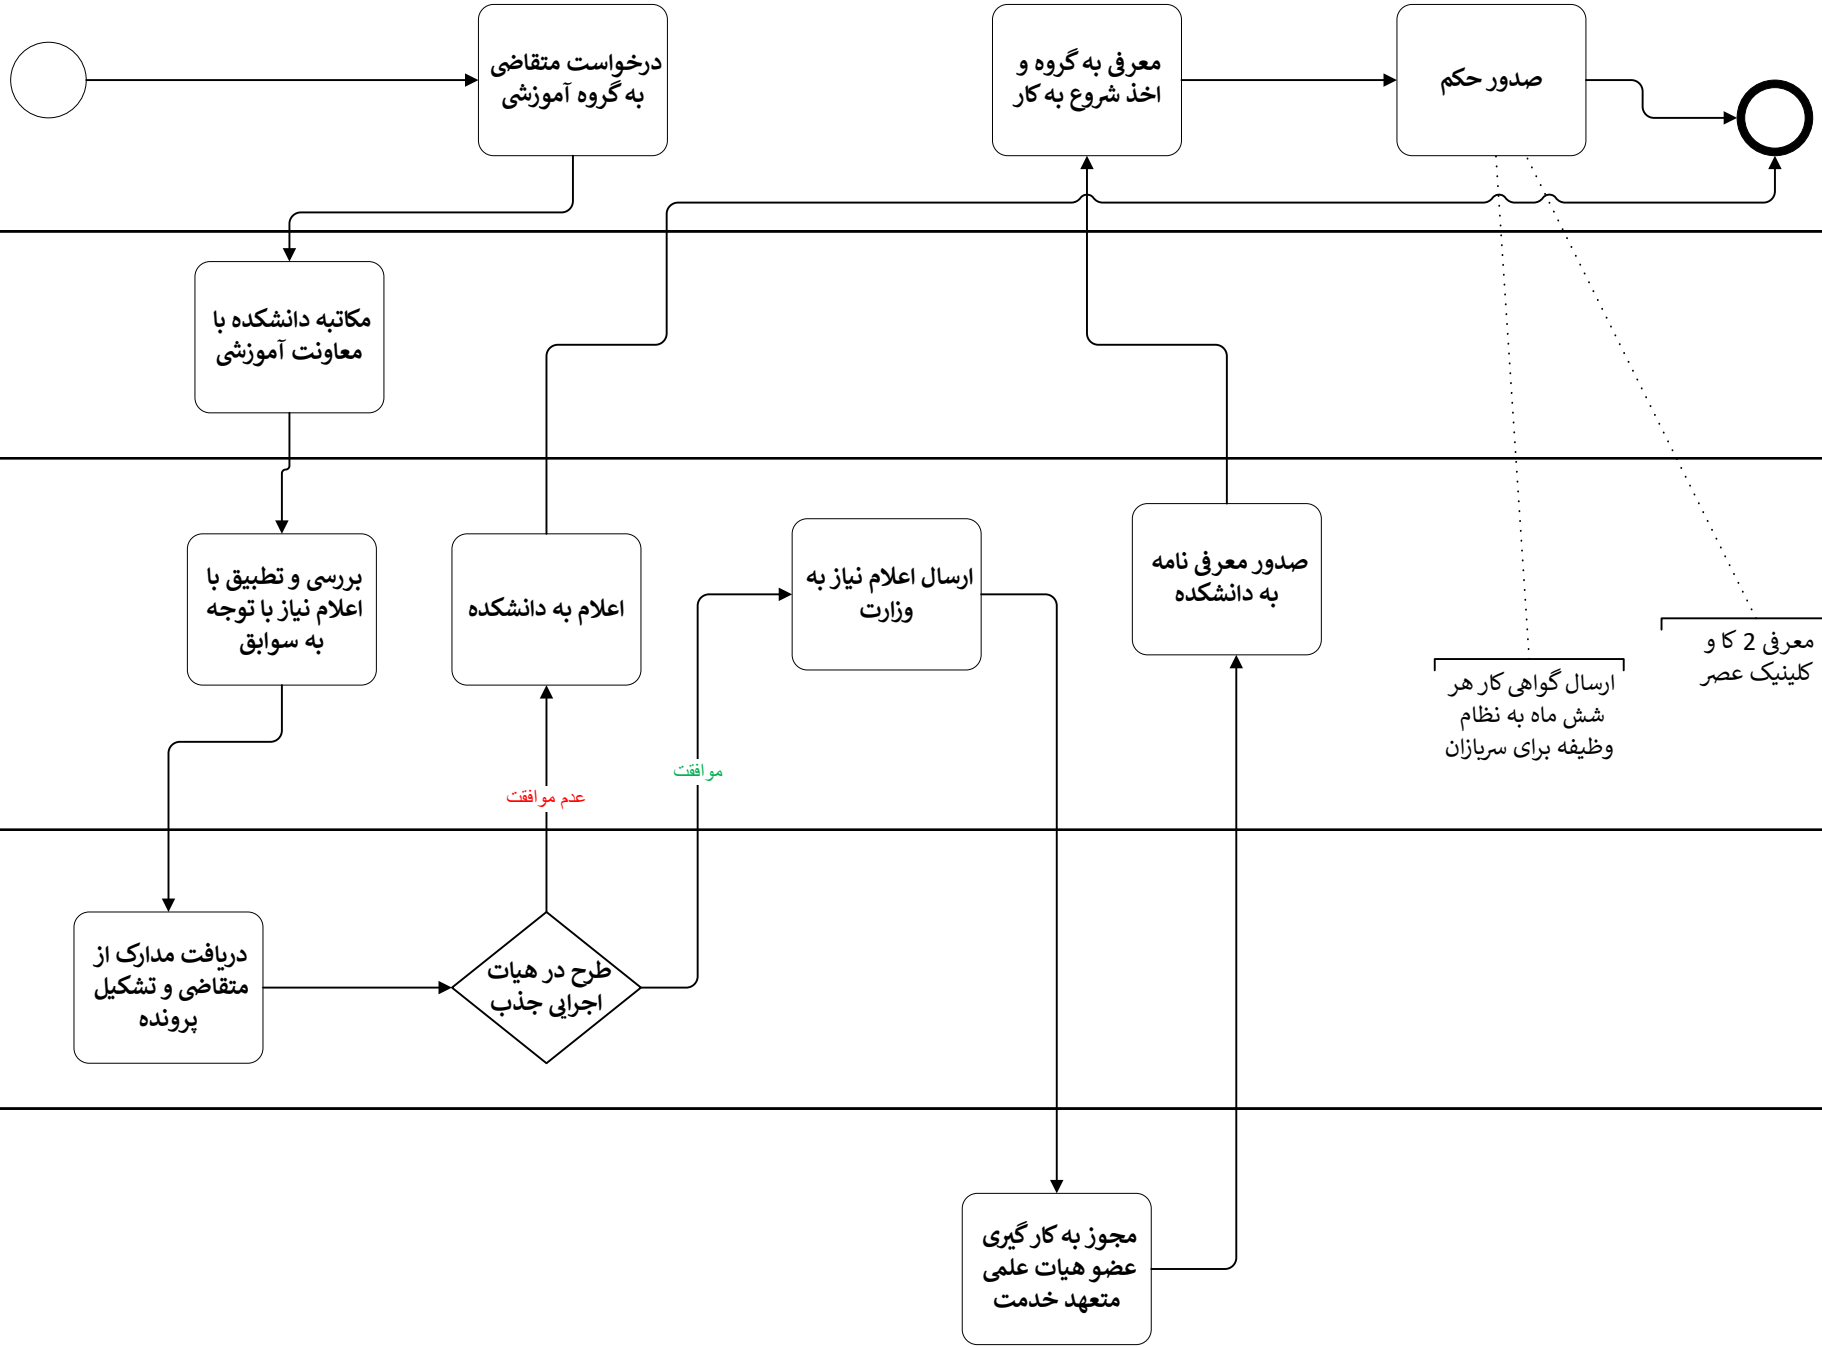 درخواست متقاضی
به گروه آموزشی
معرفی به گروه و
اخذ شروع به کار
صدور حکم
مکاتبه دانشکده با
معاونت آموزشی
بررسی و تطبیق با
اعلام نیاز با توجه
به سوابق
اعلام به دانشکده
ارسال اعلام نیاز به
وزارت
صدور معرفی نامه
به دانشکده
معرفی 2 کا و
کلینیک عصر
ارسال گواهی کار هر
شش ماه به نظام
وظیفه برای سربازان
موافقت
عدم موافقت
دریافت مدارک از
متقاضی و تشکیل
پرونده
طرح در هیات
اجرایی جذب
مجوز به کار گیری
عضو هیات علمی
متعهد خدمت